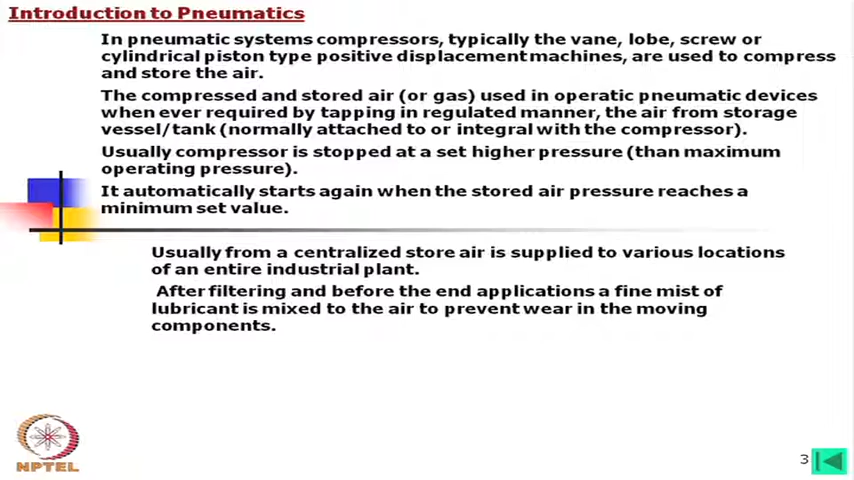 Introduction to Pneumatics
In pneumatic systems compressors, typically the vane, lobe, screw or
cylindrical piston type positive displacement machines, are used to compress
and store the air.
The compressed and stored air (or gas) used in operatic pneumatic devices
when ever required by tapping in regulated manner, the air from storage
vessel/tank (normally attached to or integral with the compressor).
Usually compressor is stopped at a set higher pressure (than maximum
operating pressure).
It automatically starts again when the stored air pressure reaches a
minimum set value.
Usually from a centralized store air is supplied to various locations
of an entire industrial plant.
After filtering and before the end applications a fine mist of
lubricant is mixed to the air to prevent wear in the moving
components.
NPTEL
3